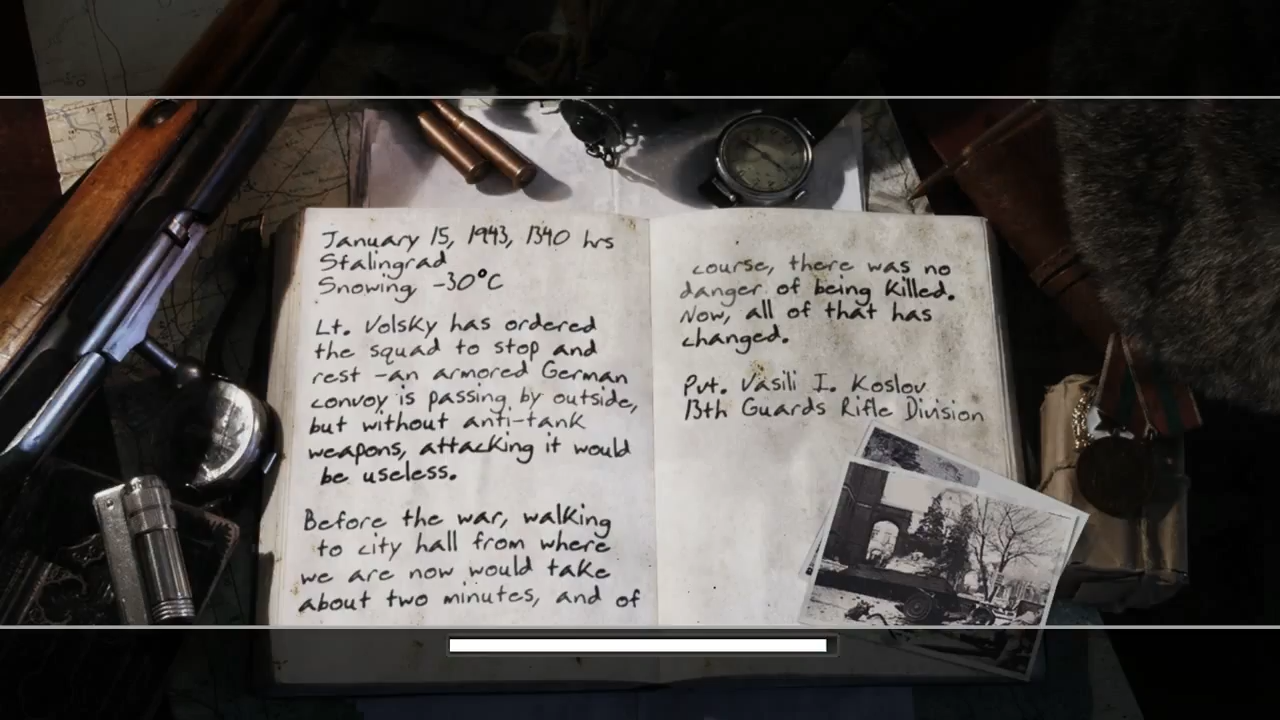 January 15, 1943, 1340 hrs
Stalingrad
Snowing, -30°C
Lt. Volsky has ordered
the squad to stop and
rest -an armored German
convoy is passing by outside,
but without anti-tank
weapons, attacking it would
be useless.
Before the war, walking
to city hall from where
we are now would take
about two minutes, and of
course, there was no
danger of being killed.
Now, all of that has
changed.
Pvt. Vasili I. Koslov
13th Guards Rifle Division